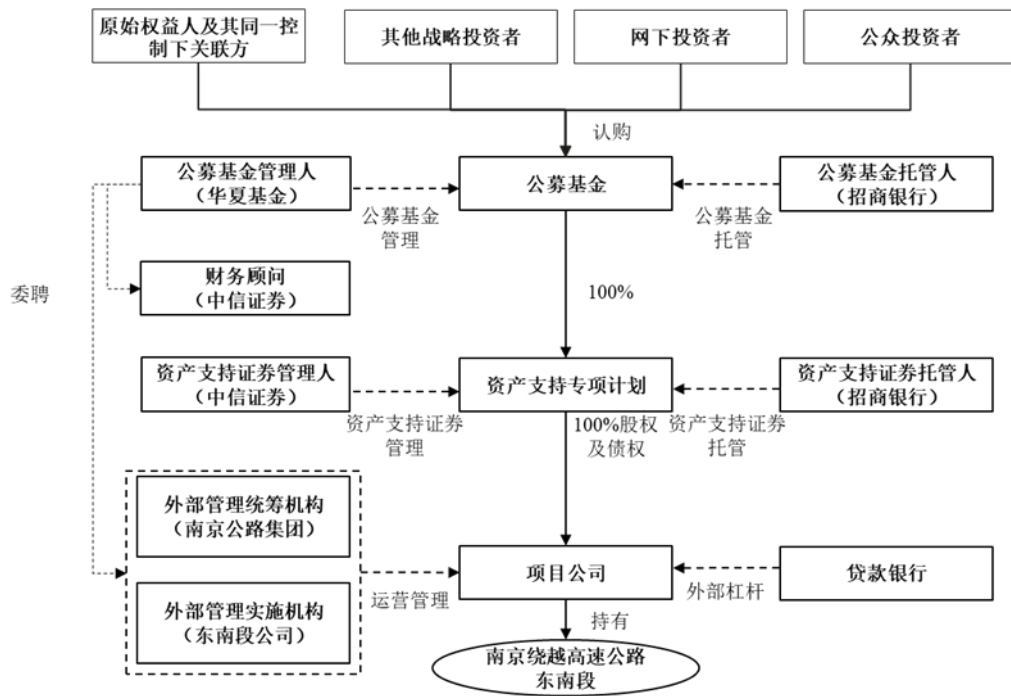 原始权益人及其同一控
制下关联方
其他战略投资者
网下投资者
公众投资者
认购
公募基金管理人
（华夏基金）
公募基金
公募基金托管人
（招商银行）
公募基金
管理
公募基金
托管
委聘
财务顾问
（中信证券）
100%
资产支持证券管理人
（中信证券）
资产支持专项计划
资产支持证券托管人
（招商银行）
资产支持证券
管理
100%股权
及债权
资产支持证券
托管
外部管理统筹机构
（南京公路集团）
项目公司
贷款银行
运营管理
外部杠杆
外部管理实施机构
（东南段公司）
持有
南京绕越高速公路
东南段